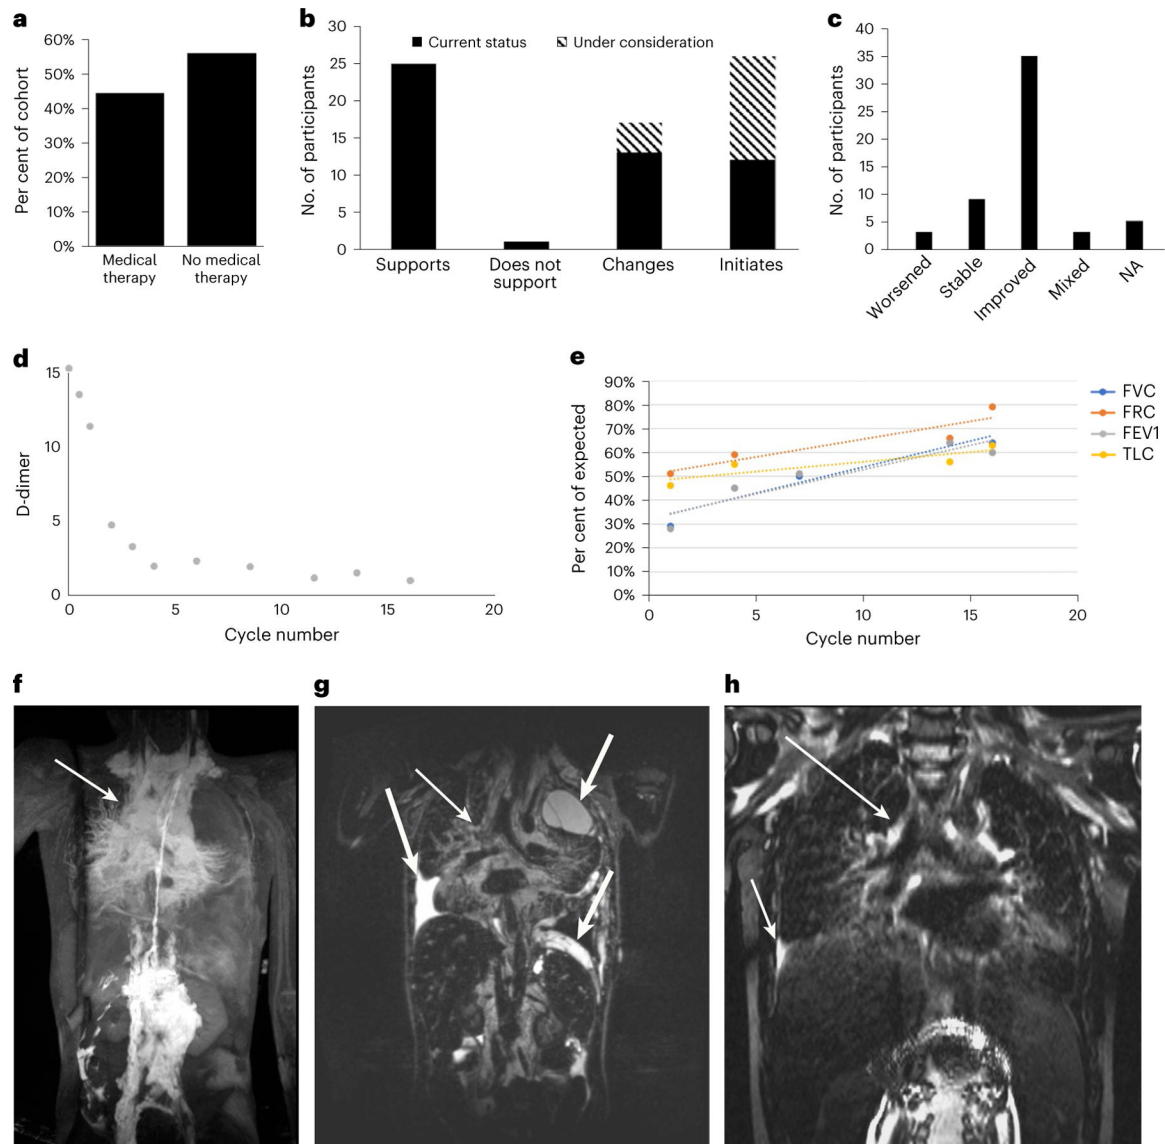 a
60%
50%
40%
30%
20%
10%
0%
Per cent of cohort
Medical
therapy
No medical
therapy
b
30
25
20
15
10
5
0
No. of participants
Current status
Under consideration
Supports
Does not
support
Changes
Initiates
c
40
35
30
25
20
15
10
5
0
No. of participants
Worsened
Stable
Improved
Mixed
NA
d
15
10
5
0
D-dimer
0
5
10
15
20
Cycle number
e
90%
80%
70%
60%
50%
40%
30%
20%
10%
0%
Per cent of expected
0
5
10
15
20
Cycle number
FVC
FRC
FEV1
TLC
f
g
h